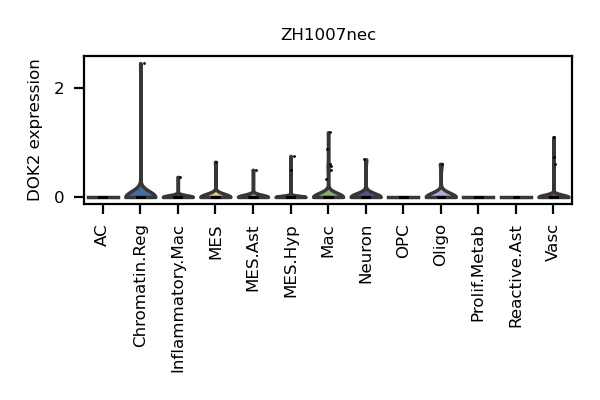 ZH1007nec
DOK2 expression
2
0
AC
Chromatin.Reg
Inflammatory.Mac
MES
MES.Ast
MES.Hyp
Mac
Neuron
OPC
Oligo
Prolif.Metab
Reactive.Ast
Vasc